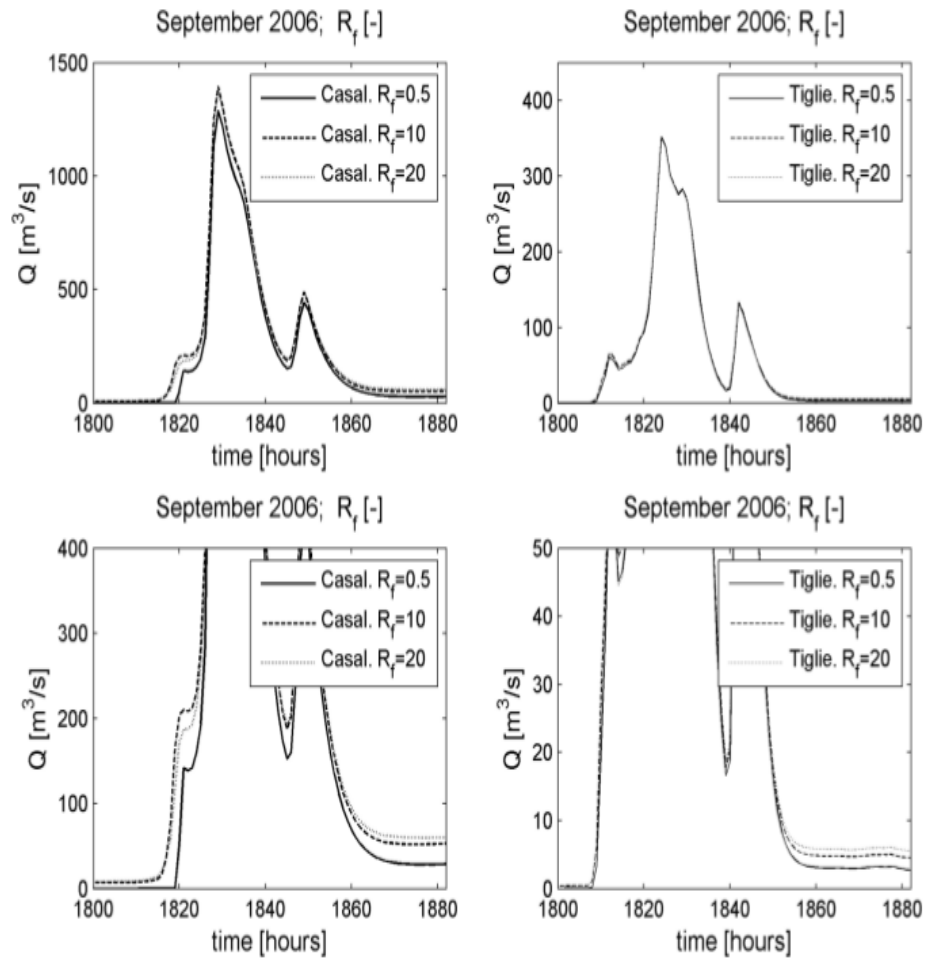 September 2006; R_f [-]
1500
1000
500
0
Q [m³/s]
Casal. R_f=0.5
Casal. R_f=10
Casal. R_f=20
1800 1820 1840 1860 1880
time [hours]
September 2006; R_f [-]
400
300
200
100
0
Q [m³/s]
Tiglie. R_f=0.5
Tiglie. R_f=10
Tiglie. R_f=20
1800 1820 1840 1860 1880
time [hours]
September 2006; R_f [-]
400
300
200
100
0
Q [m³/s]
Casal. R_f=0.5
Casal. R_f=10
Casal. R_f=20
1800 1820 1840 1860 1880
time [hours]
September 2006; R_f [-]
50
40
30
20
10
0
Q [m³/s]
Tiglie. R_f=0.5
Tiglie. R_f=10
Tiglie. R_f=20
1800 1820 1840 1860 1880
time [hours]